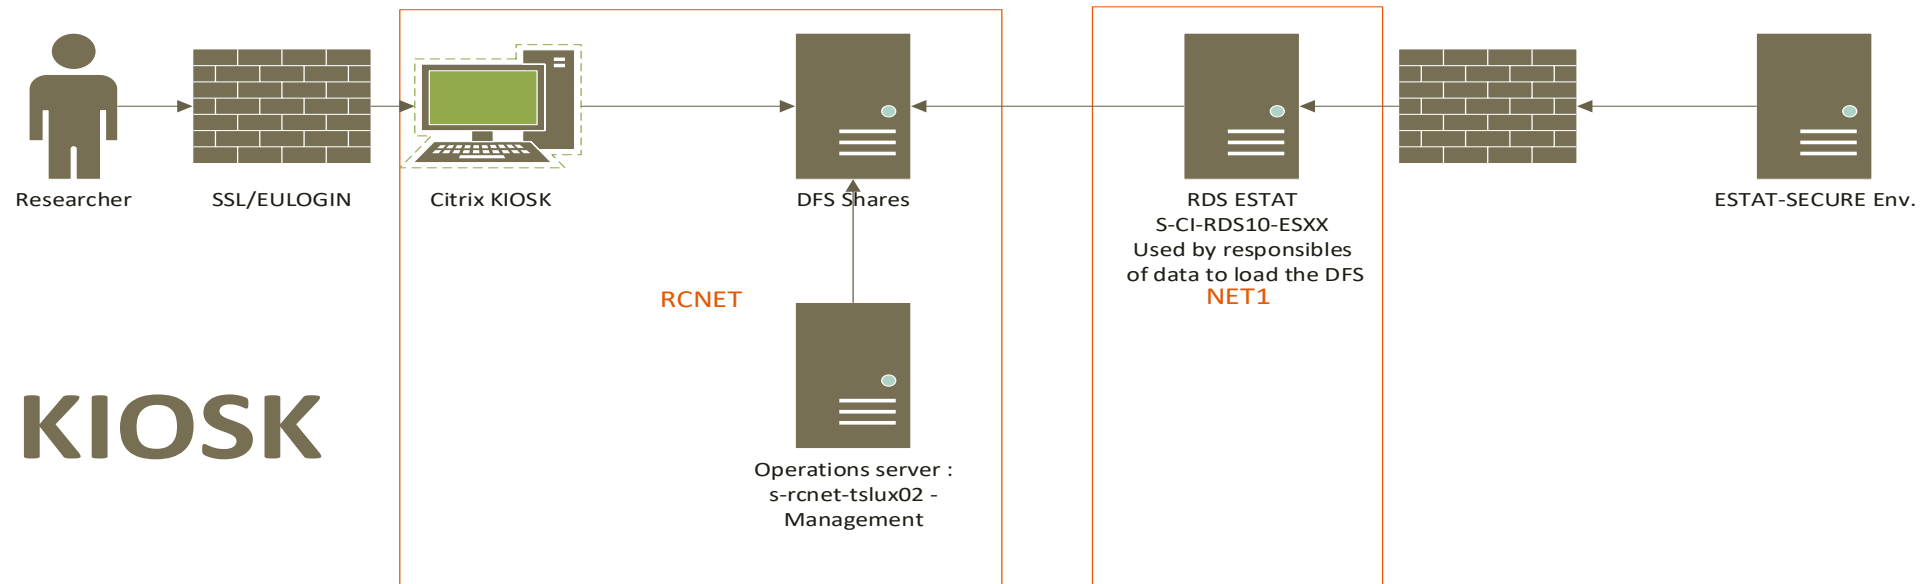 Researcher
SSL/EULOGIN
Citrix KIOSK
DFS Shares
RDS ESTAT
S-CI-RDS10-ESXX
Used by responsibles
of data to load the DFS
ESTAT-SECURE Env.
RCNET
NET1
KIOSK
Operations server :
s-rcnet-tslux02 -
Management